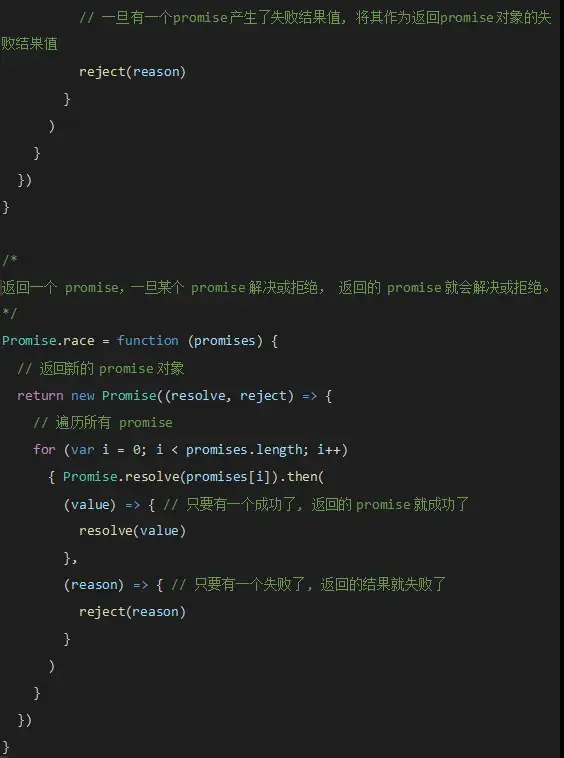 // 一旦有一个promise产生了失败结果值, 将其作为返回promise对象的失
败结果值
reject(reason)
}
)
}
})
}
/*
返回一个 promise，一旦某个 promise 解决或拒绝， 返回的 promise 就会解决或拒绝。
*/
Promise.race = function (promises) {
// 返回新的 promise 对象
return new Promise((resolve, reject) => {
// 遍历所有 promise
for (var i = 0; i < promises.length; i++)
{ Promise.resolve(promises[i]).then(
(value) => { // 只要有一个成功了, 返回的 promise 就成功了
resolve(value)
},
(reason) => { // 只要有一个失败了, 返回的结果就失败了
reject(reason)
}
)
}
})
}